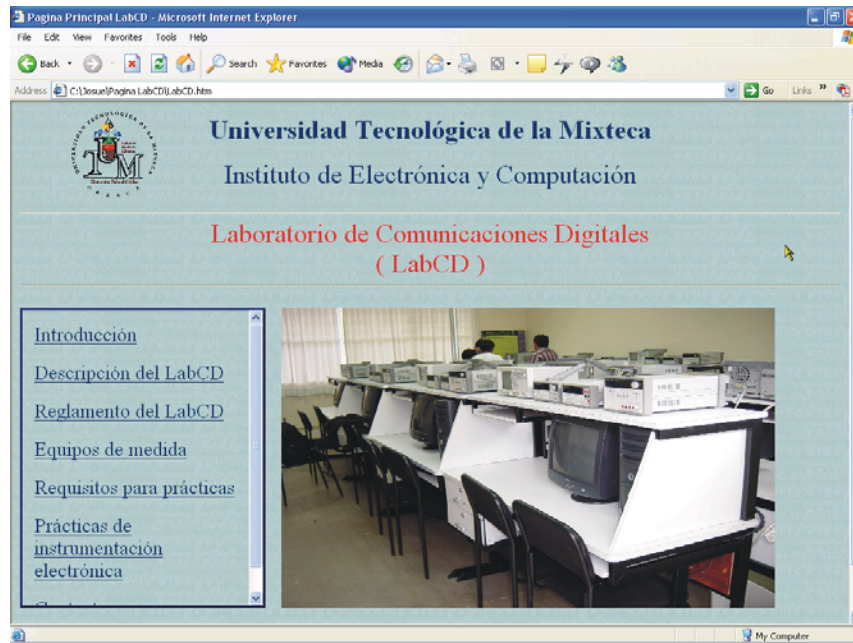 Pagina Principal LabCD - Microsoft Internet Explorer
File Edit View Favorites Tools Help
Back Search Favorites Media
Address C:\Josue\Pagina LabCD\LabCD.htm Go Links »
Universidad Tecnológica de la Mixteca
Instituto de Electrónica y Computación
UTM
Laboratorio de Comunicaciones Digitales
( LabCD )
Introducción
Descripción del LabCD
Reglamento del LabCD
Equipos de medida
Requisitos para prácticas
Prácticas de
instrumentación
electrónica
My Computer